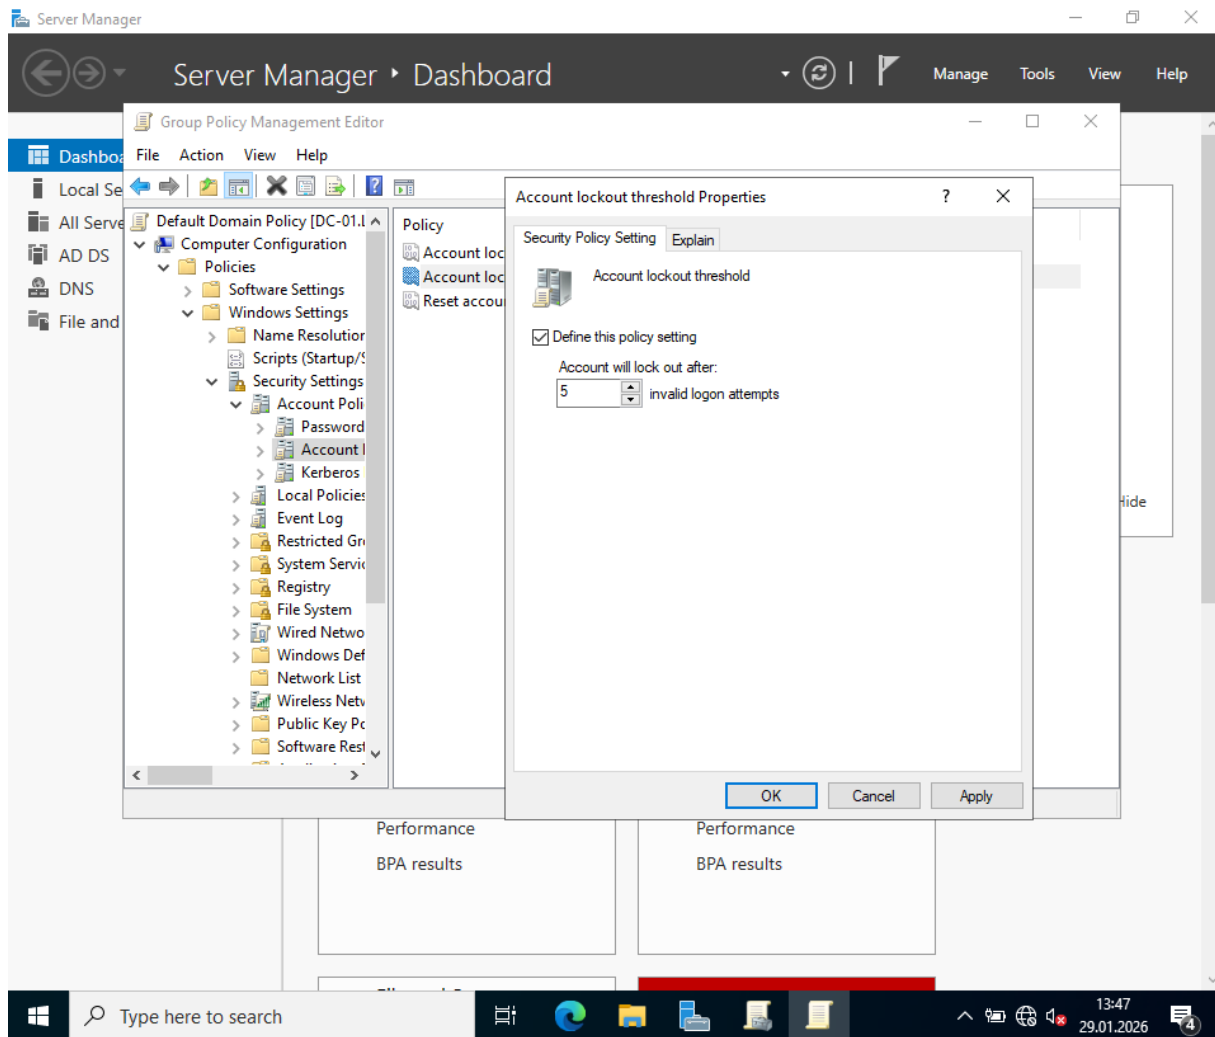 Server Manager
Server Manager ‣ Dashboard
Manage Tools View Help
Group Policy Management Editor
File Action View Help
Dashboa
Local Se
All Serve
AD DS
DNS
File and
Default Domain Policy [DC-01.L
Computer Configuration
Policies
Software Settings
Windows Settings
Name Resolution
Scripts (Startup/S
Security Settings
Account Poli
Password
Account l
Kerberos
Local Policies
Event Log
Restricted Gr
System Servic
Registry
File System
Wired Netwo
Windows Def
Network List
Wireless Netw
Public Key Po
Software Rest
Policy
Account loc
Account loc
Reset accou
Account lockout threshold Properties
?
Security Policy Setting Explain
Account lockout threshold
Define this policy setting
Account will lock out after:
5 invalid logon attempts
OK Cancel Apply
Hide
Performance Performance
BPA results BPA results
Type here to search
13:47
29.01.2026
4